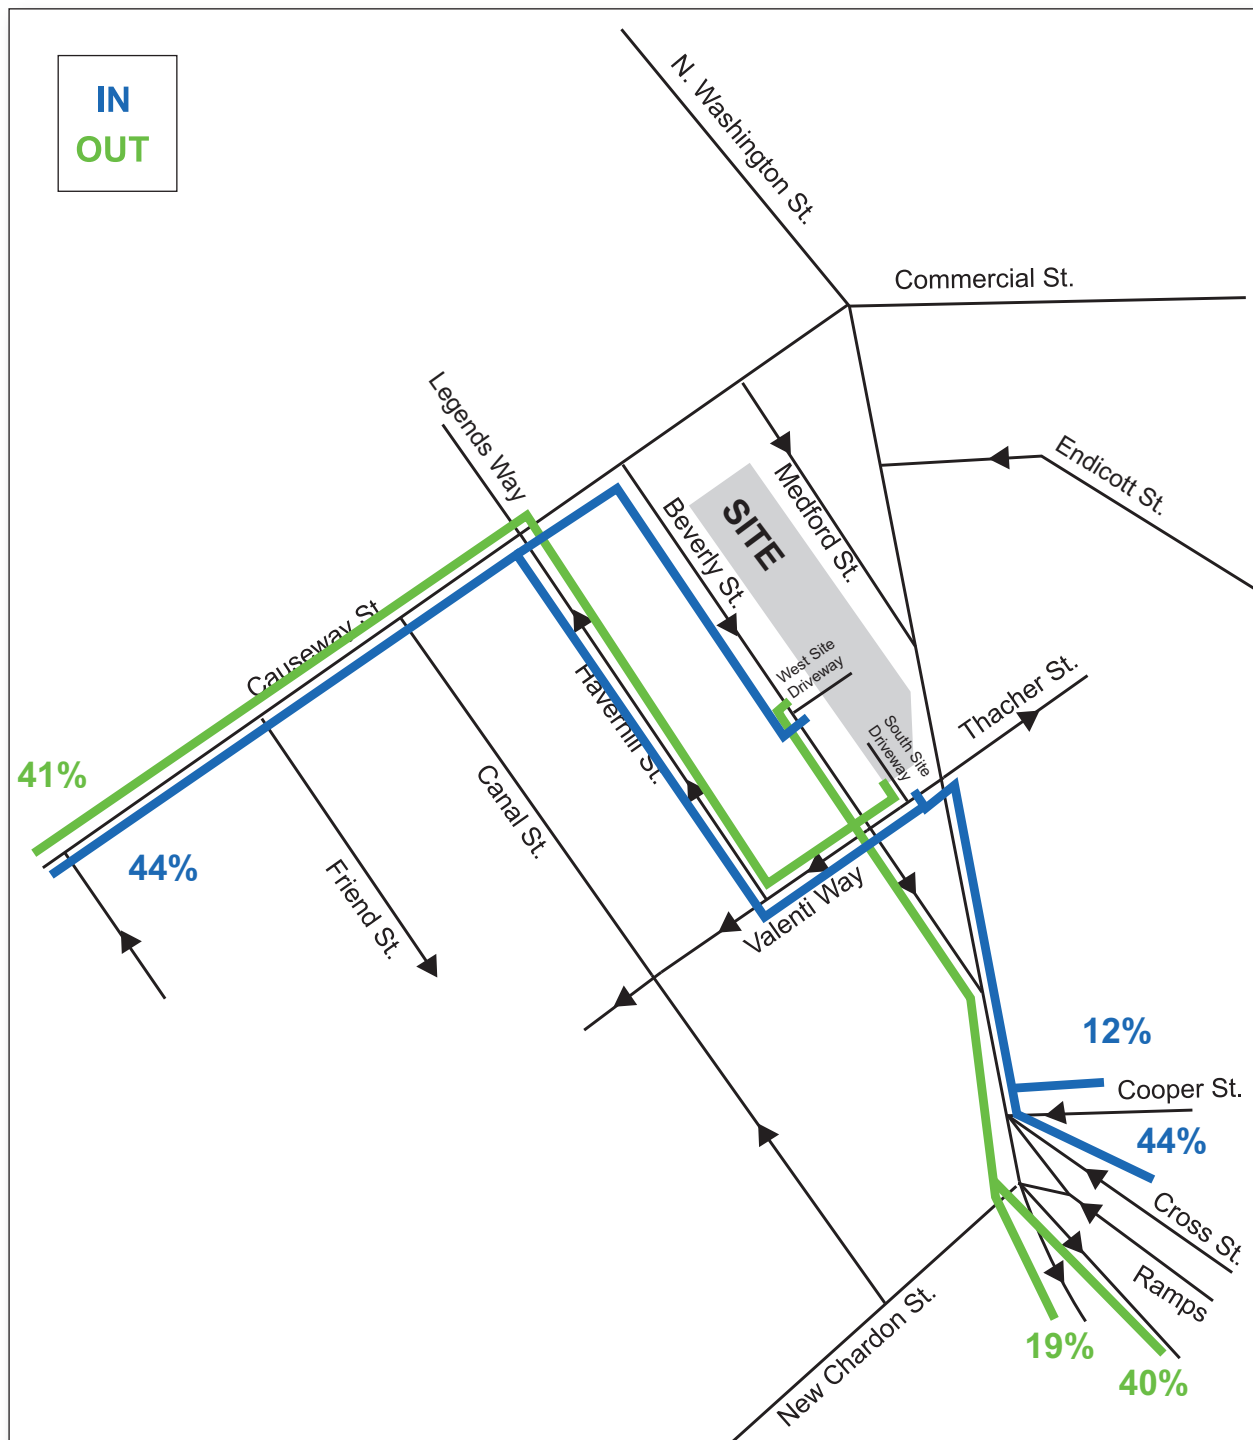 IN
OUT
N. Washington St.
Commercial St.
Legends Way
Endicott St.
Medford St.
SITE
Beverly St.
Causeway St.
West Site
Driveway
Thacher St.
Havernill St.
South Site
Driveway
41%
44%
Canal St.
Friend St.
Valenti Way
12%
Cooper St.
44%
Cross St.
Ramps
New Chardon St.
19%
40%